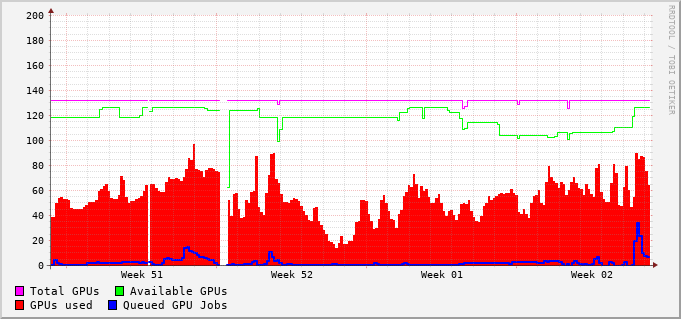 200
180
160
140
120
100
80
60
40
20
0
Week 51 Week 52 Week 01 Week 02
Total GPUs Available GPUs
GPUs used Queued GPU Jobs
RRDTOOL / TOBI OETIKER